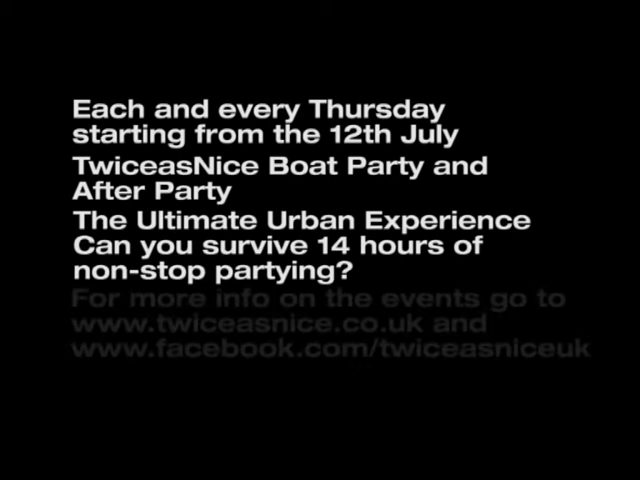 Each and every Thursday
starting from the 12th July
TwiceasNice Boat Party and
After Party
The Ultimate Urban Experience
Can you survive 14 hours of
non-stop partying?
For more info on the events go to
www.twiceasnice.co.uk and
www.facebook.com/twiceasniceuk